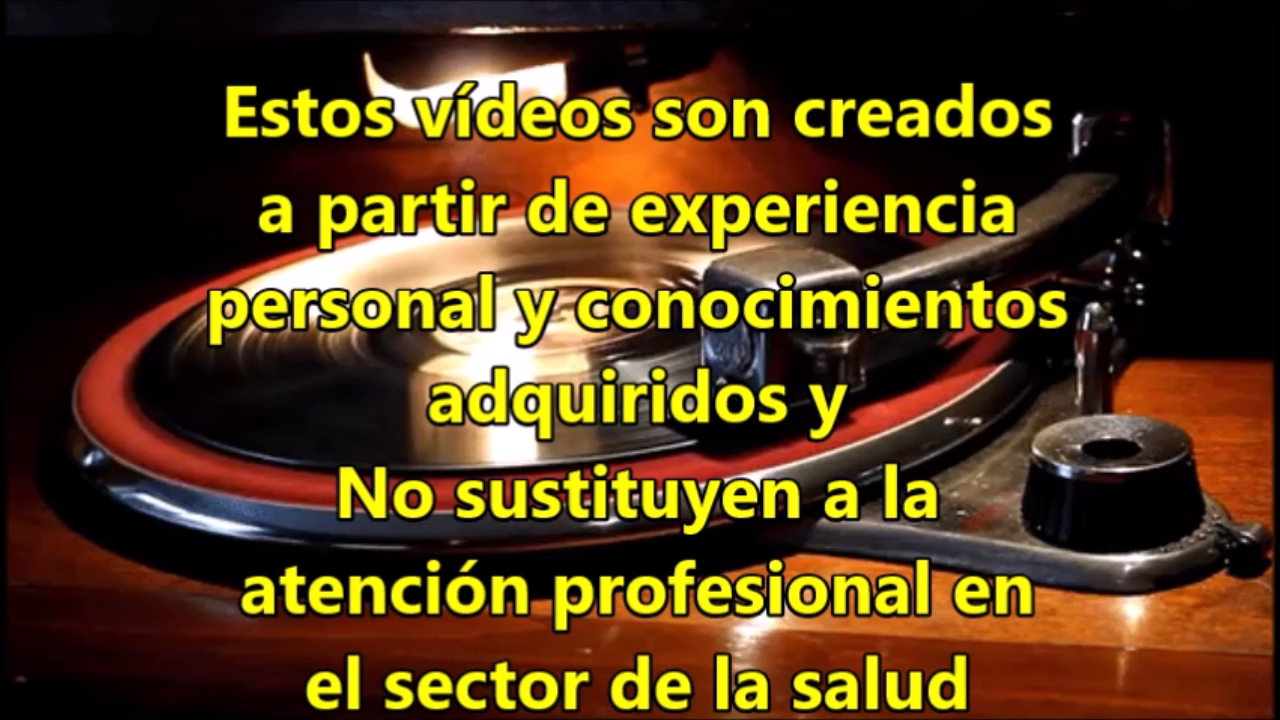 Estos vídeos son creados
a partir de experiencia
personal y conocimientos
adquiridos y
No sustituyen a la
atención profesional en
el sector de la salud